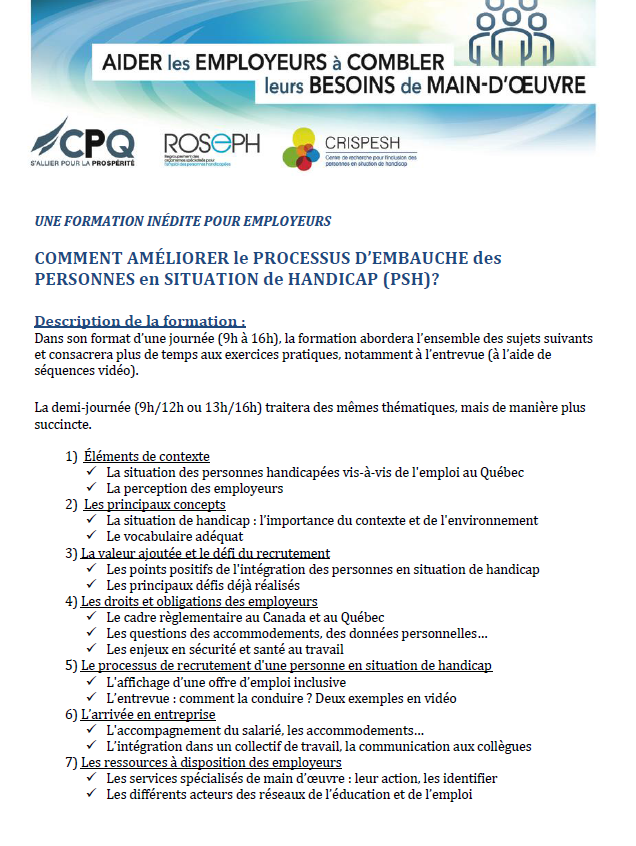 AIDER les EMPLOYEURS à COMBLER
leurs BESOINS de MAIN-D'ŒUVRE
CPQ
S'ALLIER POUR LA PROSPÉRITÉ
ROSEPH
Regroupement des
organismes spécialisés pour
l'emploi des personnes handicapées
CRISPESH
Centre de recherche pour l'inclusion des
personnes en situation de handicap
UNE FORMATION INÉDITE POUR EMPLOYEURS
COMMENT AMÉLIORER le PROCESSUS D'EMBAUCHE des
PERSONNES en SITUATION de HANDICAP (PSH)?
Description de la formation :
Dans son format d'une journée (9h à 16h), la formation abordera l'ensemble des sujets suivants
et consacrera plus de temps aux exercices pratiques, notamment à l'entrevue (à l'aide de
séquences vidéo).
La demi-journée (9h/12h ou 13h/16h) traitera des mêmes thématiques, mais de manière plus
succincte.
1) Éléments de contexte
✓ La situation des personnes handicapées vis-à-vis de l'emploi au Québec
✓ La perception des employeurs
2) Les principaux concepts
✓ La situation de handicap : l'importance du contexte et de l'environnement
✓ Le vocabulaire adéquat
3) La valeur ajoutée et le défi du recrutement
✓ Les points positifs de l'intégration des personnes en situation de handicap
✓ Les principaux défis déjà réalisés
4) Les droits et obligations des employeurs
✓ Le cadre règlementaire au Canada et au Québec
✓ Les questions des accommodements, des données personnelles…
✓ Les enjeux en sécurité et santé au travail
5) Le processus de recrutement d'une personne en situation de handicap
✓ L'affichage d'une offre d'emploi inclusive
✓ L'entrevue : comment la conduire ? Deux exemples en vidéo
6) L'arrivée en entreprise
✓ L'accompagnement du salarié, les accommodements…
✓ L'intégration dans un collectif de travail, la communication aux collègues
7) Les ressources à disposition des employeurs
✓ Les services spécialisés de main d'œuvre : leur action, les identifier
✓ Les différents acteurs des réseaux de l'éducation et de l'emploi